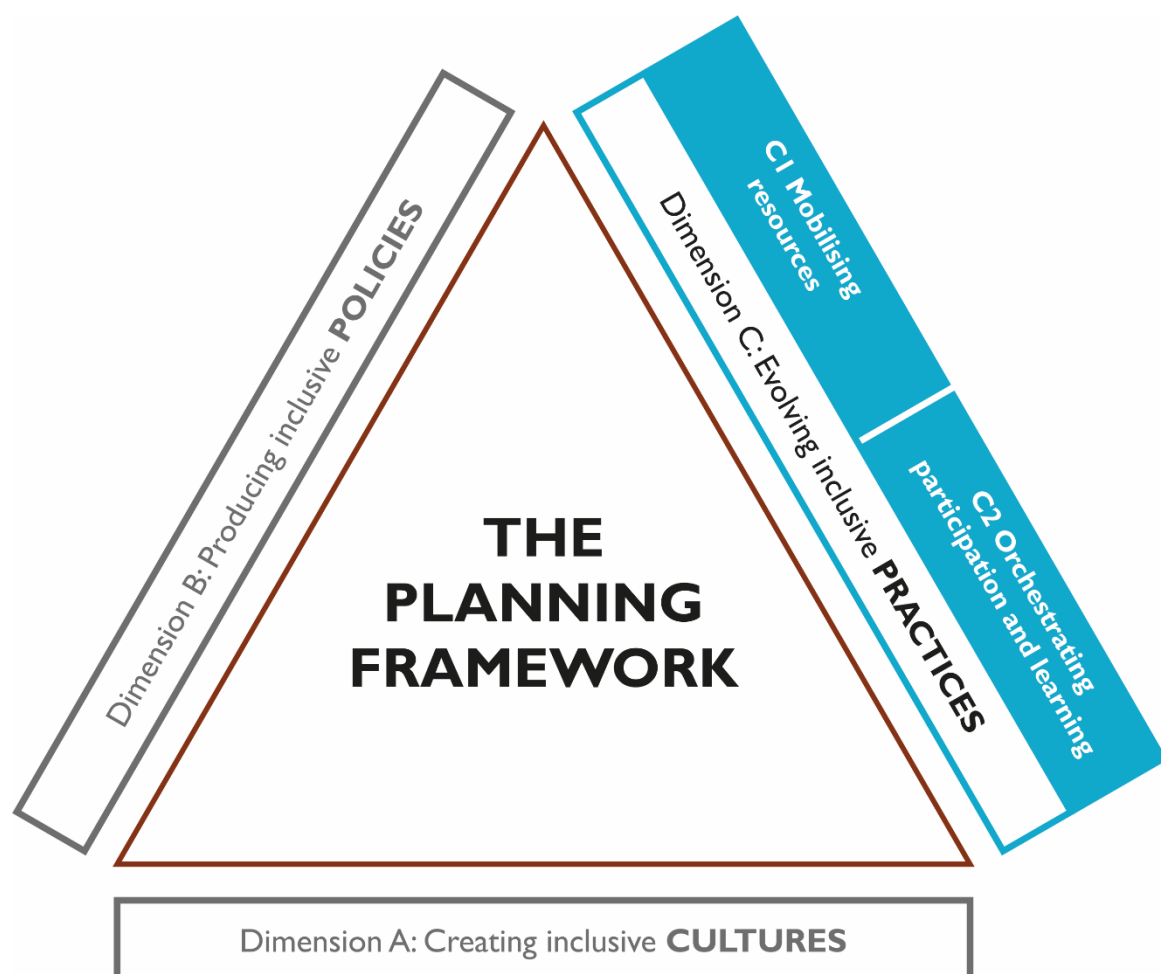 Dimension B: Producing inclusive POLICIES
C1 Mobilising
resources
Dimension C: Evolving inclusive PRACTICES
C2 Orchestrating
participation and learning
THE
PLANNING
FRAMEWORK
Dimension A: Creating inclusive CULTURES